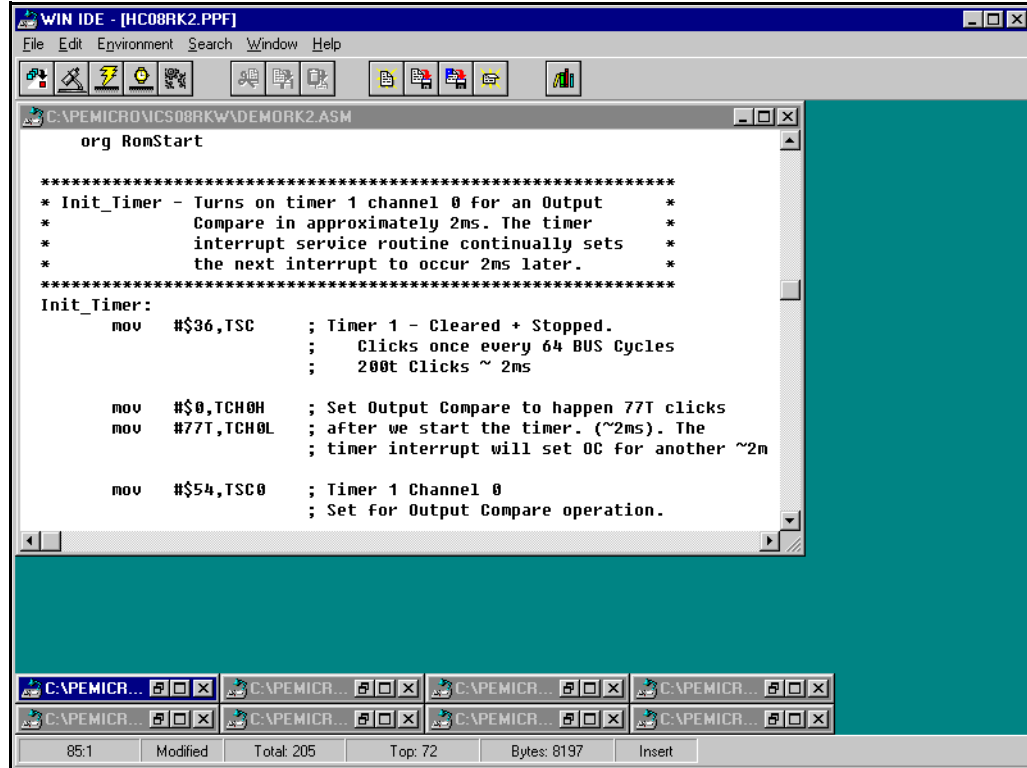 WIN IDE - [HC08RK2.PPF]
File Edit Environment Search Window Help
C:\PEMICRO\ICS08RKW\DEMORK2.ASM
org RomStart
***************************************************************
* Init_Timer - Turns on timer 1 channel 0 for an Output *
* Compare in approximately 2ms. The timer *
* interrupt service routine continually sets *
* the next interrupt to occur 2ms later. *
***************************************************************
Init_Timer:
mov #$36,TSC ; Timer 1 - Cleared + Stopped.
; Clicks once every 64 BUS Cycles
; 200t Clicks ~ 2ms
mov #$0,TCH0H ; Set Output Compare to happen 77T clicks
mov #77T,TCH0L ; after we start the timer. (~2ms). The
; timer interrupt will set OC for another ~2m
mov #$54,TSC0 ; Timer 1 Channel 0
; Set for Output Compare operation.
C:\PEMICR... C:\PEMICR... C:\PEMICR... C:\PEMICR...
C:\PEMICR... C:\PEMICR... C:\PEMICR... C:\PEMICR...
85:1 Modified Total: 205 Top: 72 Bytes: 8197 Insert